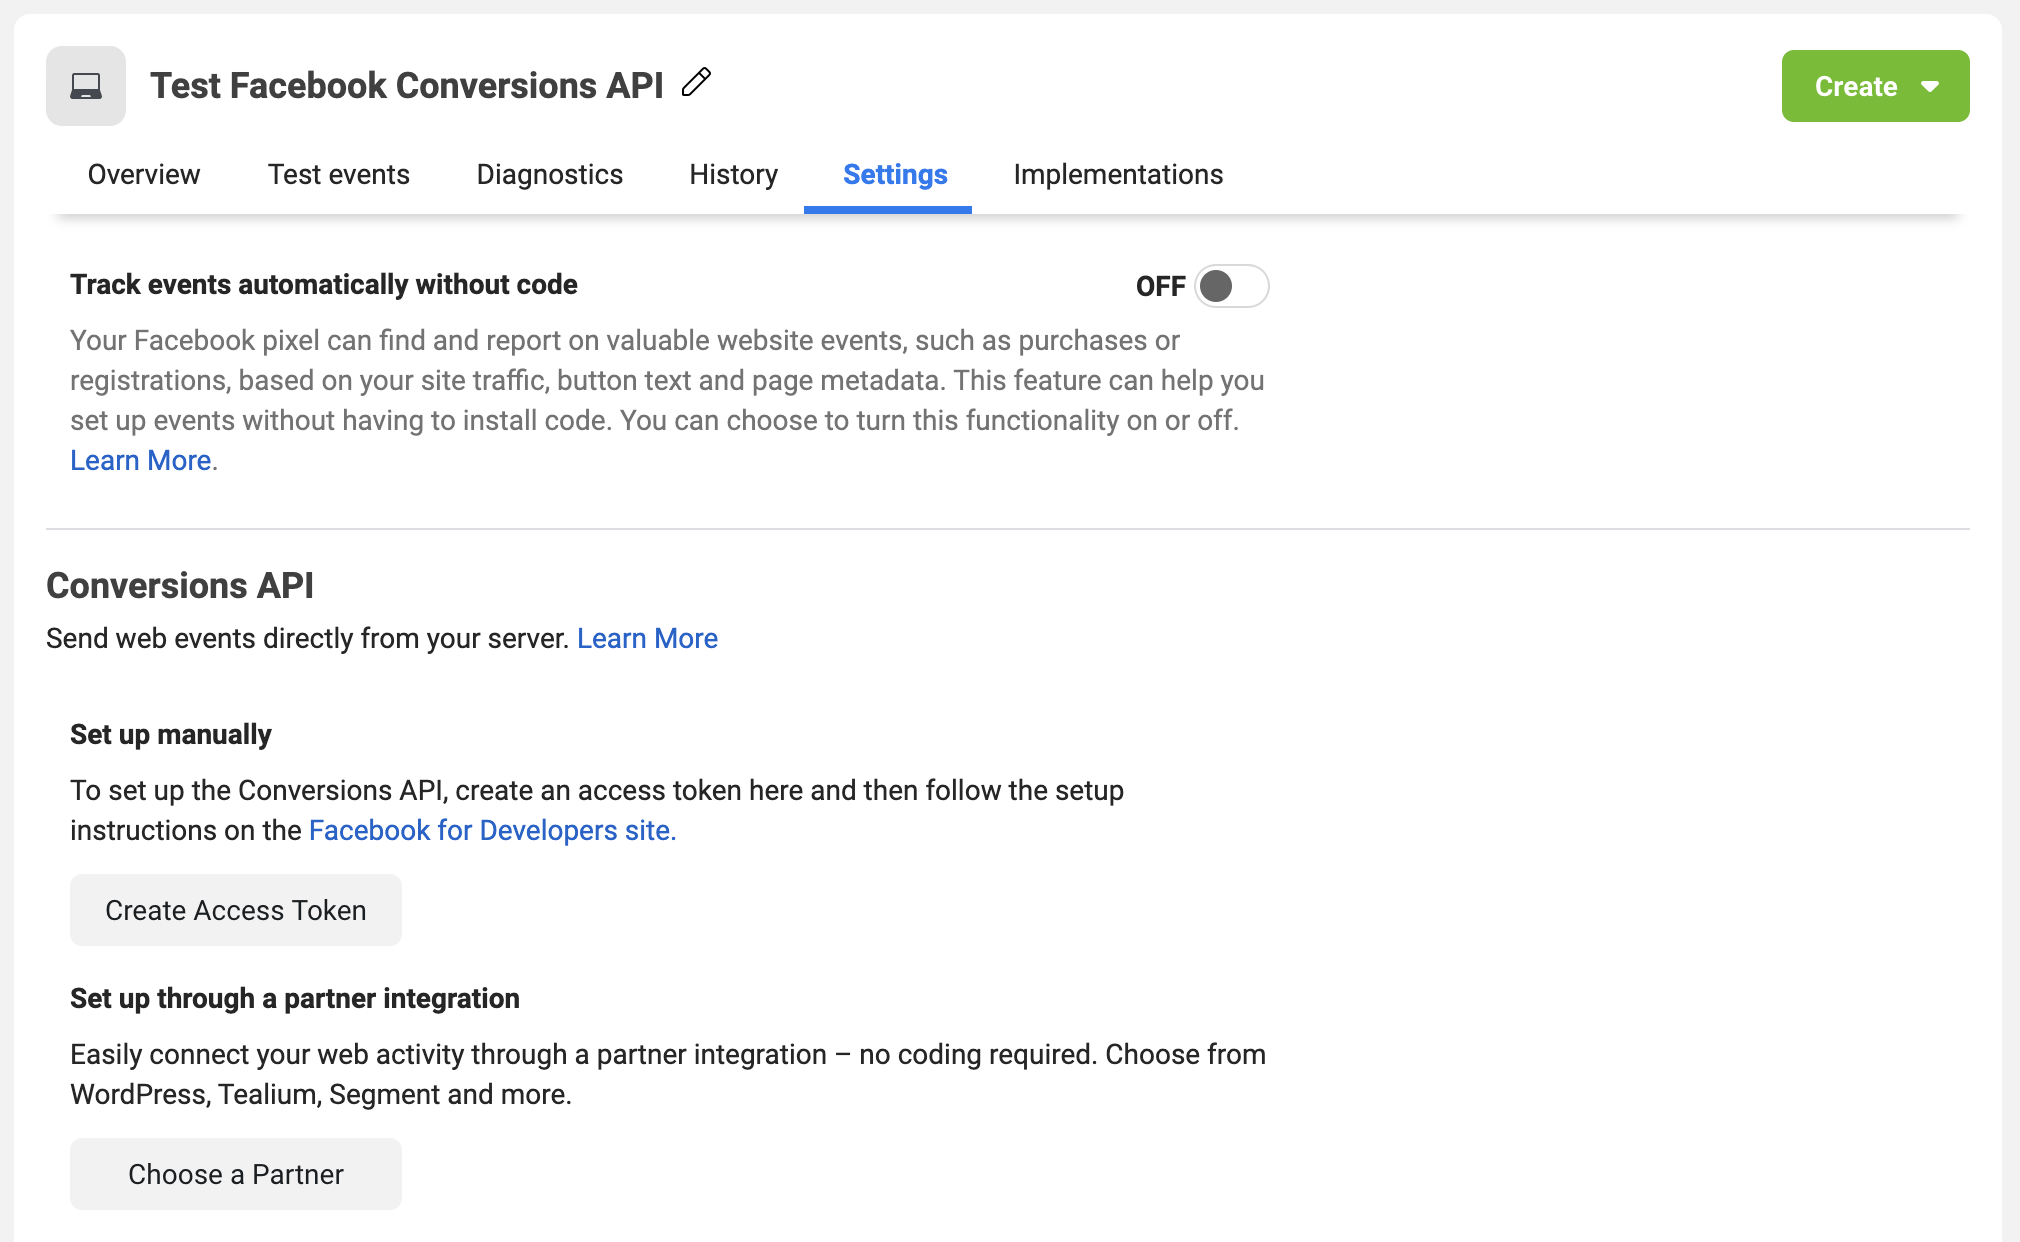 Test Facebook Conversions API
Create
Overview
Test events
Diagnostics
History
Settings
Implementations
Track events automatically without code
OFF
Your Facebook pixel can find and report on valuable website events, such as purchases or
registrations, based on your site traffic, button text and page metadata. This feature can help you
set up events without having to install code. You can choose to turn this functionality on or off.
Learn More.
Conversions API
Send web events directly from your server. Learn More
Set up manually
To set up the Conversions API, create an access token here and then follow the setup
instructions on the Facebook for Developers site.
Create Access Token
Set up through a partner integration
Easily connect your web activity through a partner integration – no coding required. Choose from
WordPress, Tealium, Segment and more.
Choose a Partner